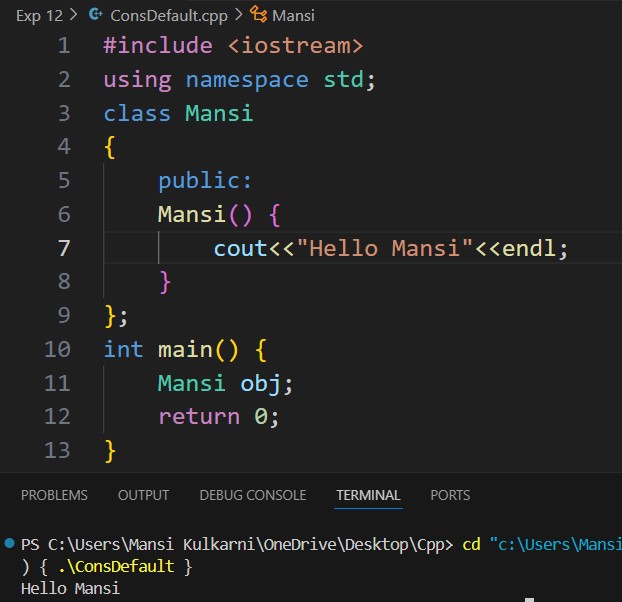 Exp 12 > ConsDefault.cpp > Mansi
1 #include <iostream>
2 using namespace std;
3 class Mansi
4 {
5 public:
6 Mansi() {
7 cout<<"Hello Mansi"<<endl;
8 }
9 };
10 int main() {
11 Mansi obj;
12 return 0;
13 }
PROBLEMS OUTPUT DEBUG CONSOLE TERMINAL PORTS
PS C:\Users\Mansi Kulkarni\OneDrive\Desktop\Cpp> cd "c:\Users\Mansi
) { .\ConsDefault }
Hello Mansi